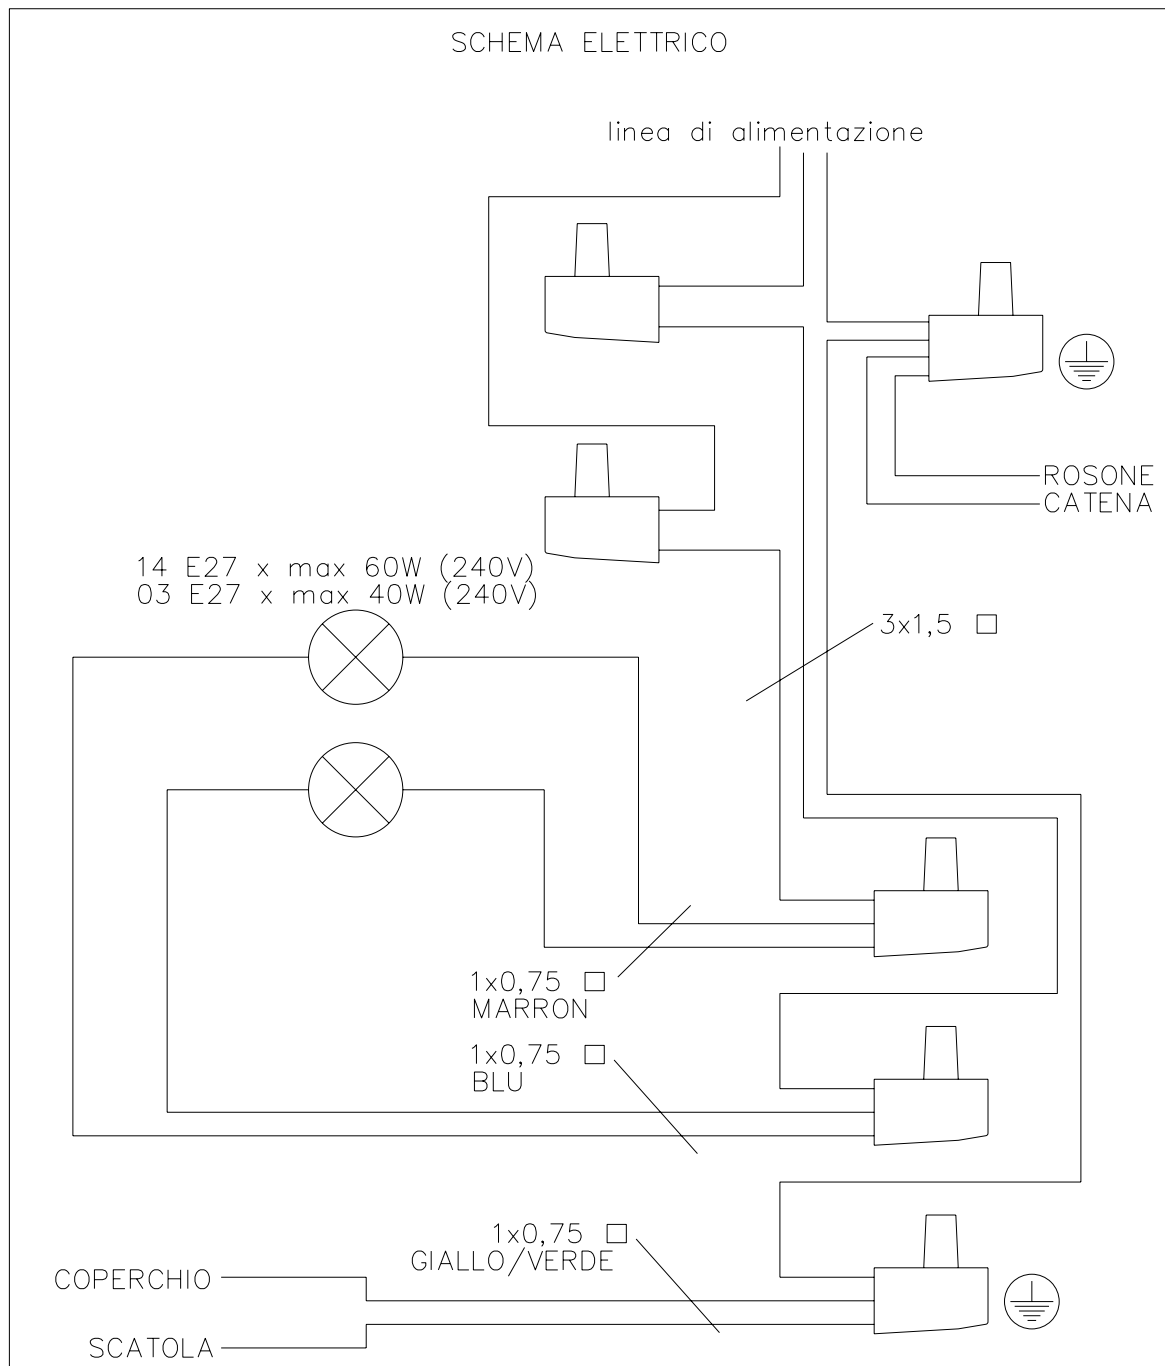 SCHEMA ELETTRICO
linea di alimentazione
ROSONE
CATENA
14 E27 x max 60W (240V)
03 E27 x max 40W (240V)
3x1,5 □
1x0,75 □
MARRON
1x0,75 □
BLU
1x0,75 □
GIALLO/VERDE
COPERCHIO
SCATOLA